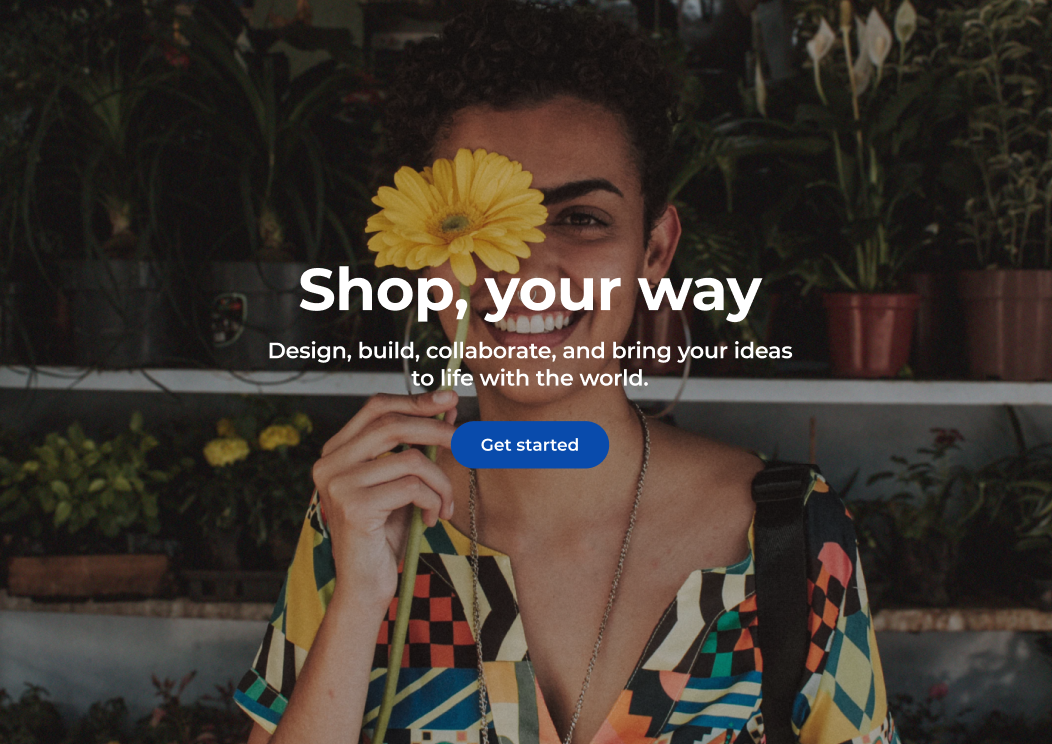 Shop, your way
Design, build, collaborate, and bring your ideas
to life with the world.
Get started